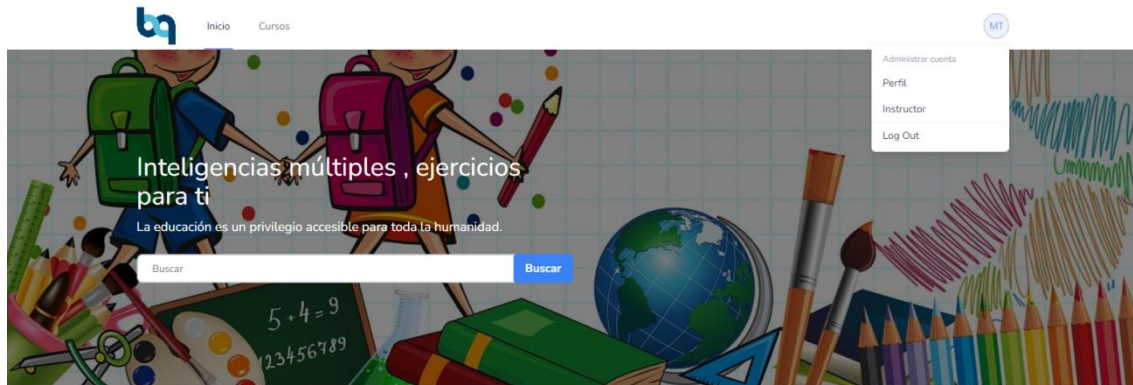 bq
Inicio Cursos MT
Administrar cuenta
Perfil
Instructor
Log Out
Inteligencias múltiples , ejercicios
para ti
La educación es un privilegio accesible para toda la humanidad.
Buscar Buscar
5+4=9
123456789